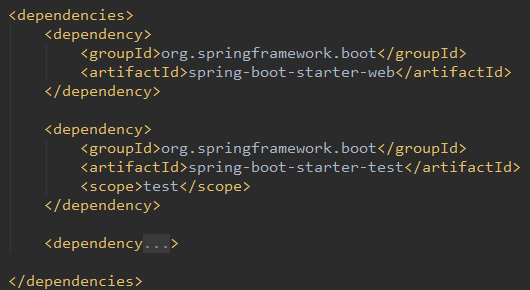 <dependencies>
<dependency>
<groupId>org.springframework.boot</groupId>
<artifactId>spring-boot-starter-web</artifactId>
</dependency>
<dependency>
<groupId>org.springframework.boot</groupId>
<artifactId>spring-boot-starter-test</artifactId>
<scope>test</scope>
</dependency>
<dependency...>
</dependencies>